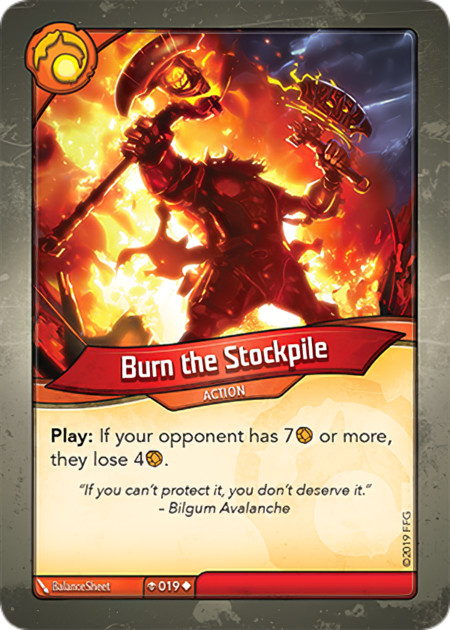 Burn the Stockpile
ACTION
Play: If your opponent has 7 or more,
they lose 4.
“If you can’t protect it, you don’t deserve it.”
– Bilgum Avalanche
©2019 FFG
BalanceSheet
019